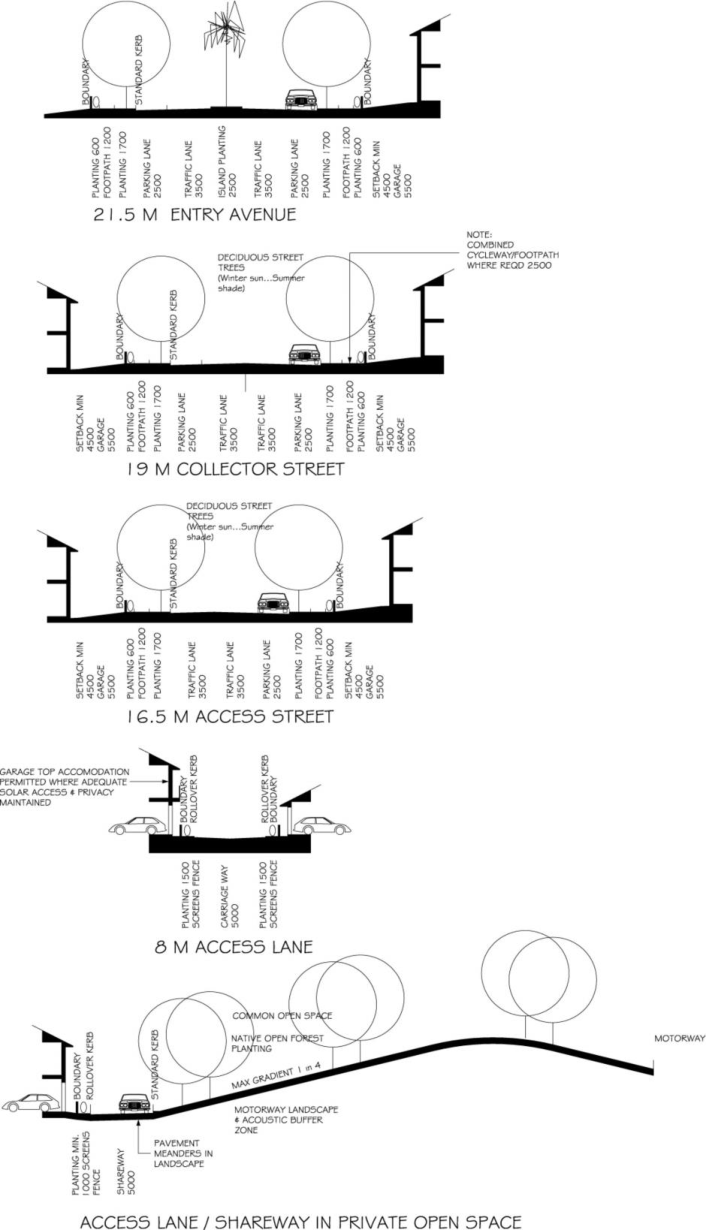 BOUNDARY
STANDARD KERB
BOUNDARY
PLANTING 600
FOOTPATH 1200
PLANTING 1700
PARKING LANE
2500
TRAFFIC LANE
3500
ISLAND PLANTING
2500
TRAFFIC LANE
3500
PARKING LANE
2500
PLANTING 1700
FOOTPATH 1200
PLANTING 600
SETBACK MIN
4500
GARAGE
5500
21.5 M ENTRY AVENUE
NOTE:
COMBINED
CYCLEWAY/FOOTPATH
WHERE REQD 2500
DECIDUOUS STREET
TREES
(Winter sun...Summer
shade)
BOUNDARY
STANDARD KERB
BOUNDARY
SETBACK MIN
4500
GARAGE
5500
PLANTING 600
FOOTPATH 1200
PLANTING 1700
PARKING LANE
2500
TRAFFIC LANE
3500
TRAFFIC LANE
3500
PARKING LANE
2500
PLANTING 1700
FOOTPATH 1200
PLANTING 600
SETBACK MIN
4500
GARAGE
5500
19 M COLLECTOR STREET
DECIDUOUS STREET
TREES
(Winter sun...Summer
shade)
BOUNDARY
STANDARD KERB
BOUNDARY
SETBACK MIN
4500
GARAGE
5500
PLANTING 600
FOOTPATH 1200
PLANTING 1700
TRAFFIC LANE
3500
TRAFFIC LANE
3500
PARKING LANE
2500
PLANTING 1700
FOOTPATH 1200
PLANTING 600
SETBACK MIN
4500
GARAGE
5500
16.5 M ACCESS STREET
GARAGE TOP ACCOMODATION
PERMITTED WHERE ADEQUATE
SOLAR ACCESS & PRIVACY
MAINTAINED
BOUNDARY
ROLLOVER KERB
ROLLOVER KERB
BOUNDARY
PLANTING 1500
SCREENS FENCE
CARRIAGE WAY
5000
PLANTING 1500
SCREENS FENCE
8 M ACCESS LANE
COMMON OPEN SPACE
NATIVE OPEN FOREST
PLANTING
MOTORWAY
BOUNDARY
ROLLOVER KERB
STANDARD KERB
MAX GRADIENT 1 in 4
MOTORWAY LANDSCAPE
& ACOUSTIC BUFFER
ZONE
PLANTING MIN.
1000 SCREENS
FENCE
SHAREWAY
5000
PAVEMENT
MEANDERS IN
LANDSCAPE
ACCESS LANE / SHAREWAY IN PRIVATE OPEN SPACE